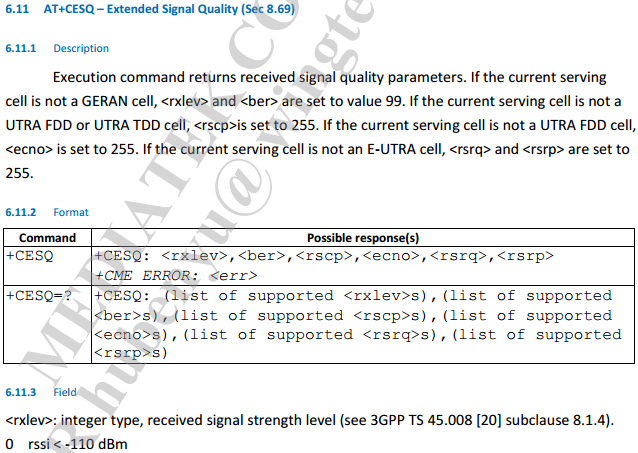 6.11 AT+CESQ – Extended Signal Quality (Sec 8.69)
6.11.1 Description
Execution command returns received signal quality parameters. If the current serving
cell is not a GERAN cell, <rxlev> and <ber> are set to value 99. If the current serving cell is not a
UTRA FDD or UTRA TDD cell, <rscp>is set to 255. If the current serving cell is not a UTRA FDD cell,
<ecno> is set to 255. If the current serving cell is not an E-UTRA cell, <rsrq> and <rsrp> are set to
255.
6.11.2 Format
Command Possible response(s)
+CESQ +CESQ: <rxlev>,<ber>,<rscp>,<ecno>,<rsrq>,<rsrp>
+CME ERROR: <err>
+CESQ=? +CESQ: (list of supported <rxlev>s),(list of supported
<ber>s),(list of supported <rscp>s),(list of supported
<ecno>s),(list of supported <rsrq>s),(list of supported
<rsrp>s)
6.11.3 Field
<rxlev>: integer type, received signal strength level (see 3GPP TS 45.008 [20] subclause 8.1.4).
0 rssi < -110 dBm
MEDIATEK CO